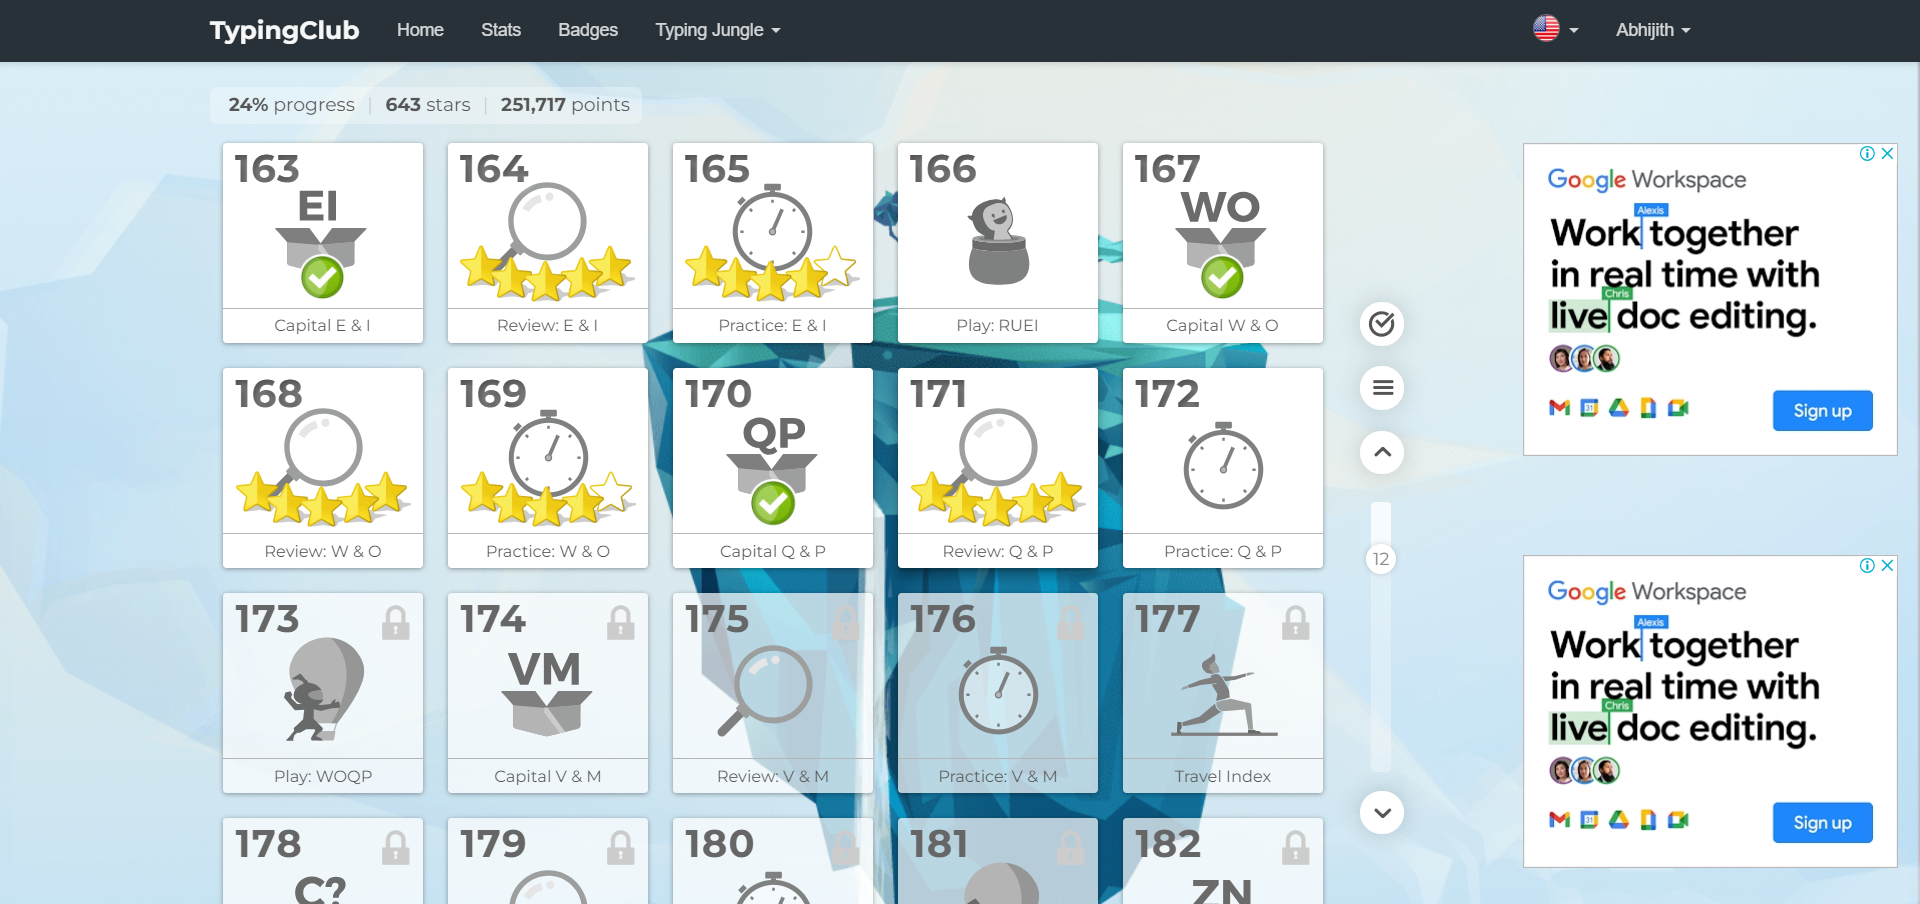 TypingClub Home Stats Badges Typing Jungle Abhijith
24% progress 643 stars 251,717 points
163 164 165 166 167
EI WO
Capital E & I Review: E & I Practice: E & I Play: RUEI Capital W & O
168 169 170 171 172
QP
Review: W & O Practice: W & O Capital Q & P Review: Q & P Practice: Q & P
173 174 175 176 177
VM
Play: WOQP Capital V & M Review: V & M Practice: V & M Travel Index
178 179 180 181 182
C? ZN
12
Google Workspace
Alexis
Work together
in real time with
Chris
live doc editing.
31
Sign up
Google Workspace
Alexis
Work together
in real time with
Chris
live doc editing.
31
Sign up